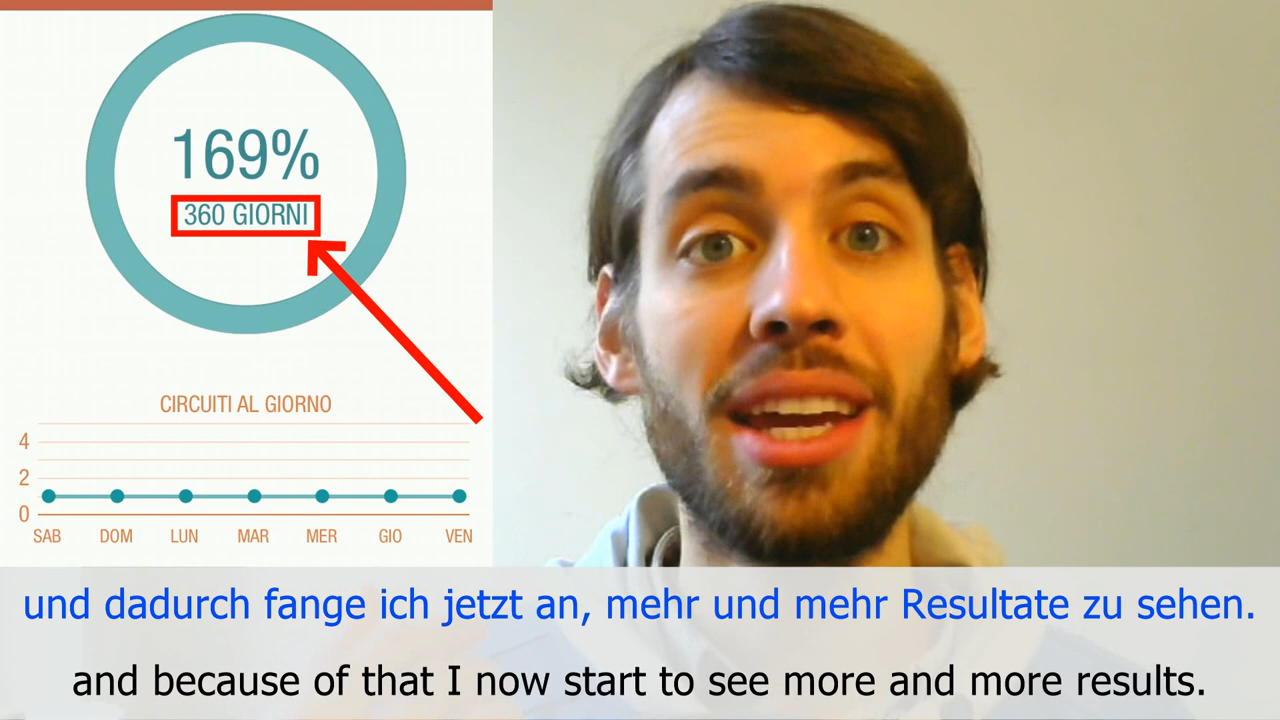 169%
360 GIORNI
CIRCUITI AL GIORNO
4
2
0
SAB DOM LUN MAR MER GIO VEN
und dadurch fange ich jetzt an, mehr und mehr Resultate zu sehen.
and because of that I now start to see more and more results.